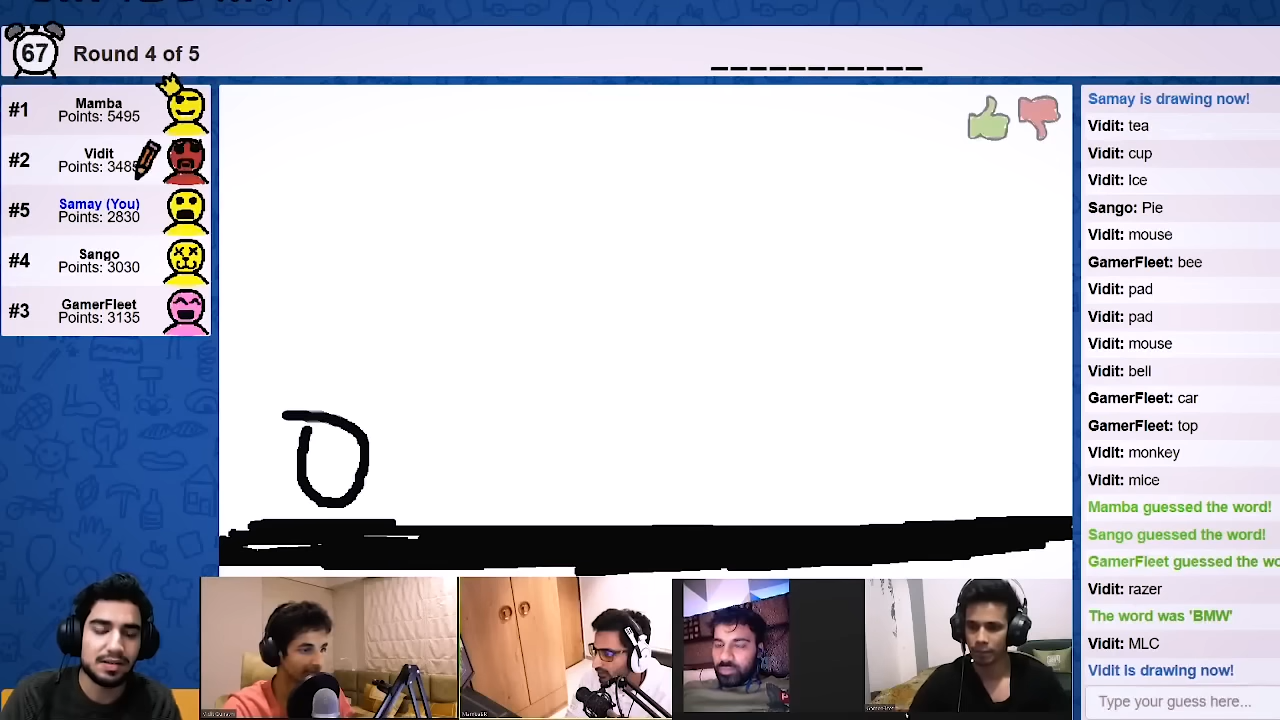 67
Round 4 of 5
___________
#1
Mamba
Points: 5495
#2
Vidit
Points: 3485
#5
Samay (You)
Points: 2830
#4
Sango
Points: 3030
#3
GamerFleet
Points: 3135
Samay is drawing now!
Vidit: tea
Vidit: cup
Vidit: Ice
Sango: Pie
Vidit: mouse
GamerFleet: bee
Vidit: pad
Vidit: pad
Vidit: mouse
Vidit: bell
GamerFleet: car
GamerFleet: top
Vidit: monkey
Vidit: mice
Mamba guessed the word!
Sango guessed the word!
GamerFleet guessed the wo
Vidit: razer
The word was 'BMW'
Vidit: MLC
Vidit is drawing now!
Type your guess here...